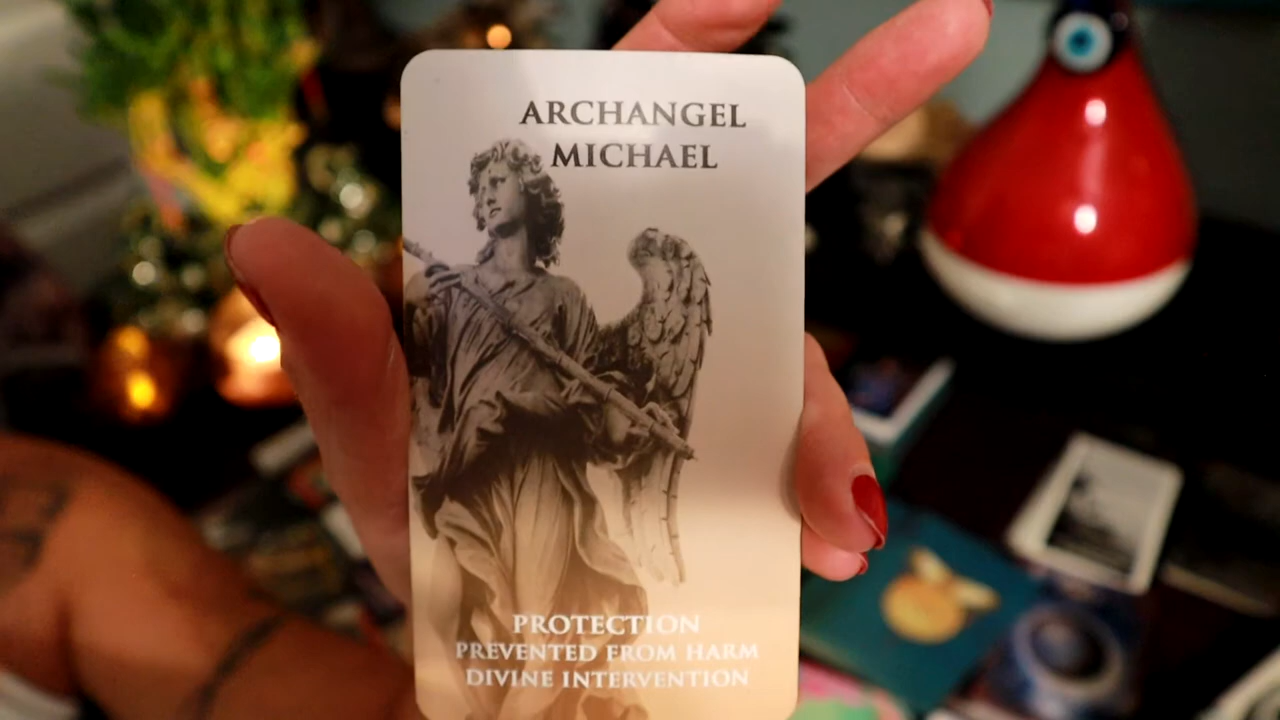 ARCHANGEL
MICHAEL
PROTECTION
PREVENTED FROM HARM
DIVINE INTERVENTION